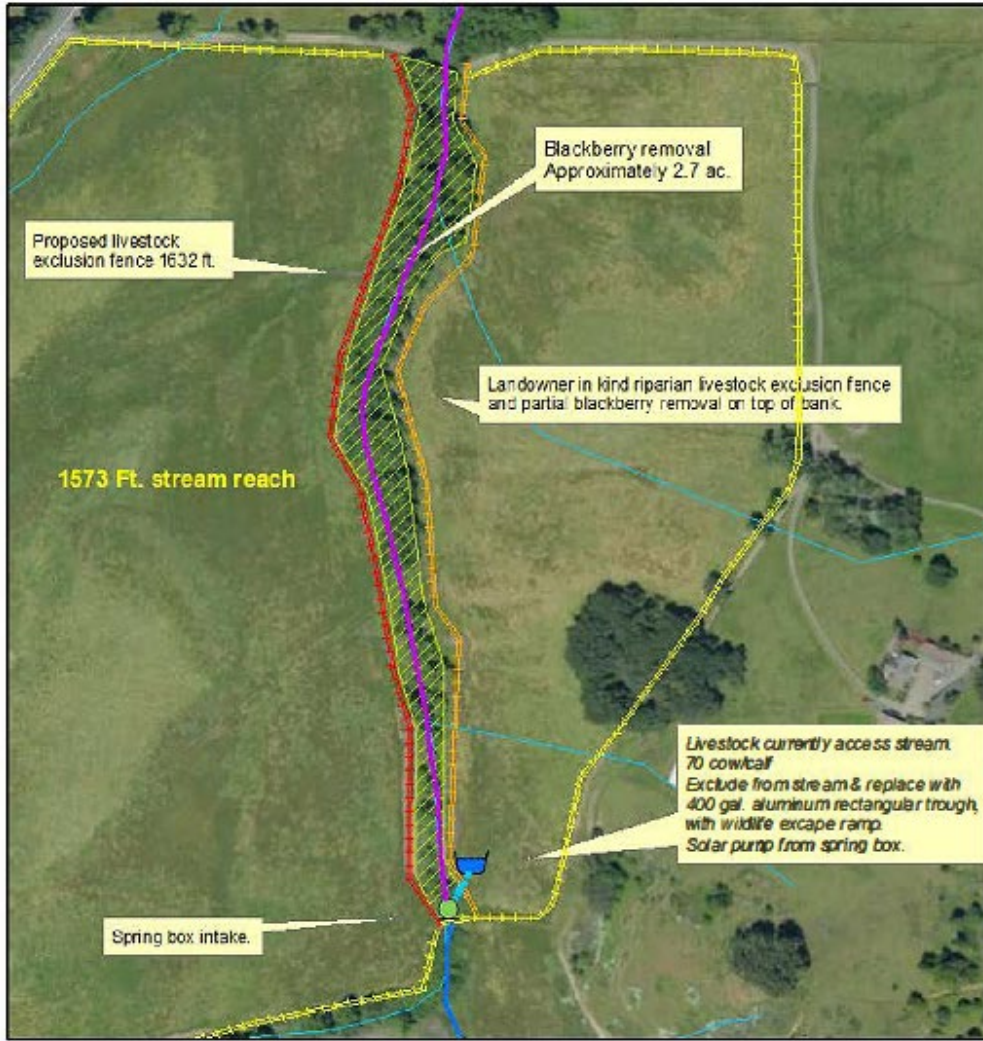 Blackberry removal
Approximately 2.7 ac.
Proposed livestock
exclusion fence 1632 ft.
Landowner in kind riparian livestock exclusion fence
and partial blackberry removal on top of bank.
1573 Ft. stream reach
Livestock currently access stream.
70 cow/calf
Exclude from stream & replace with
400 gal. aluminum rectangular trough,
with wildlife excape ramp.
Solar pump from spring box.
Spring box intake.